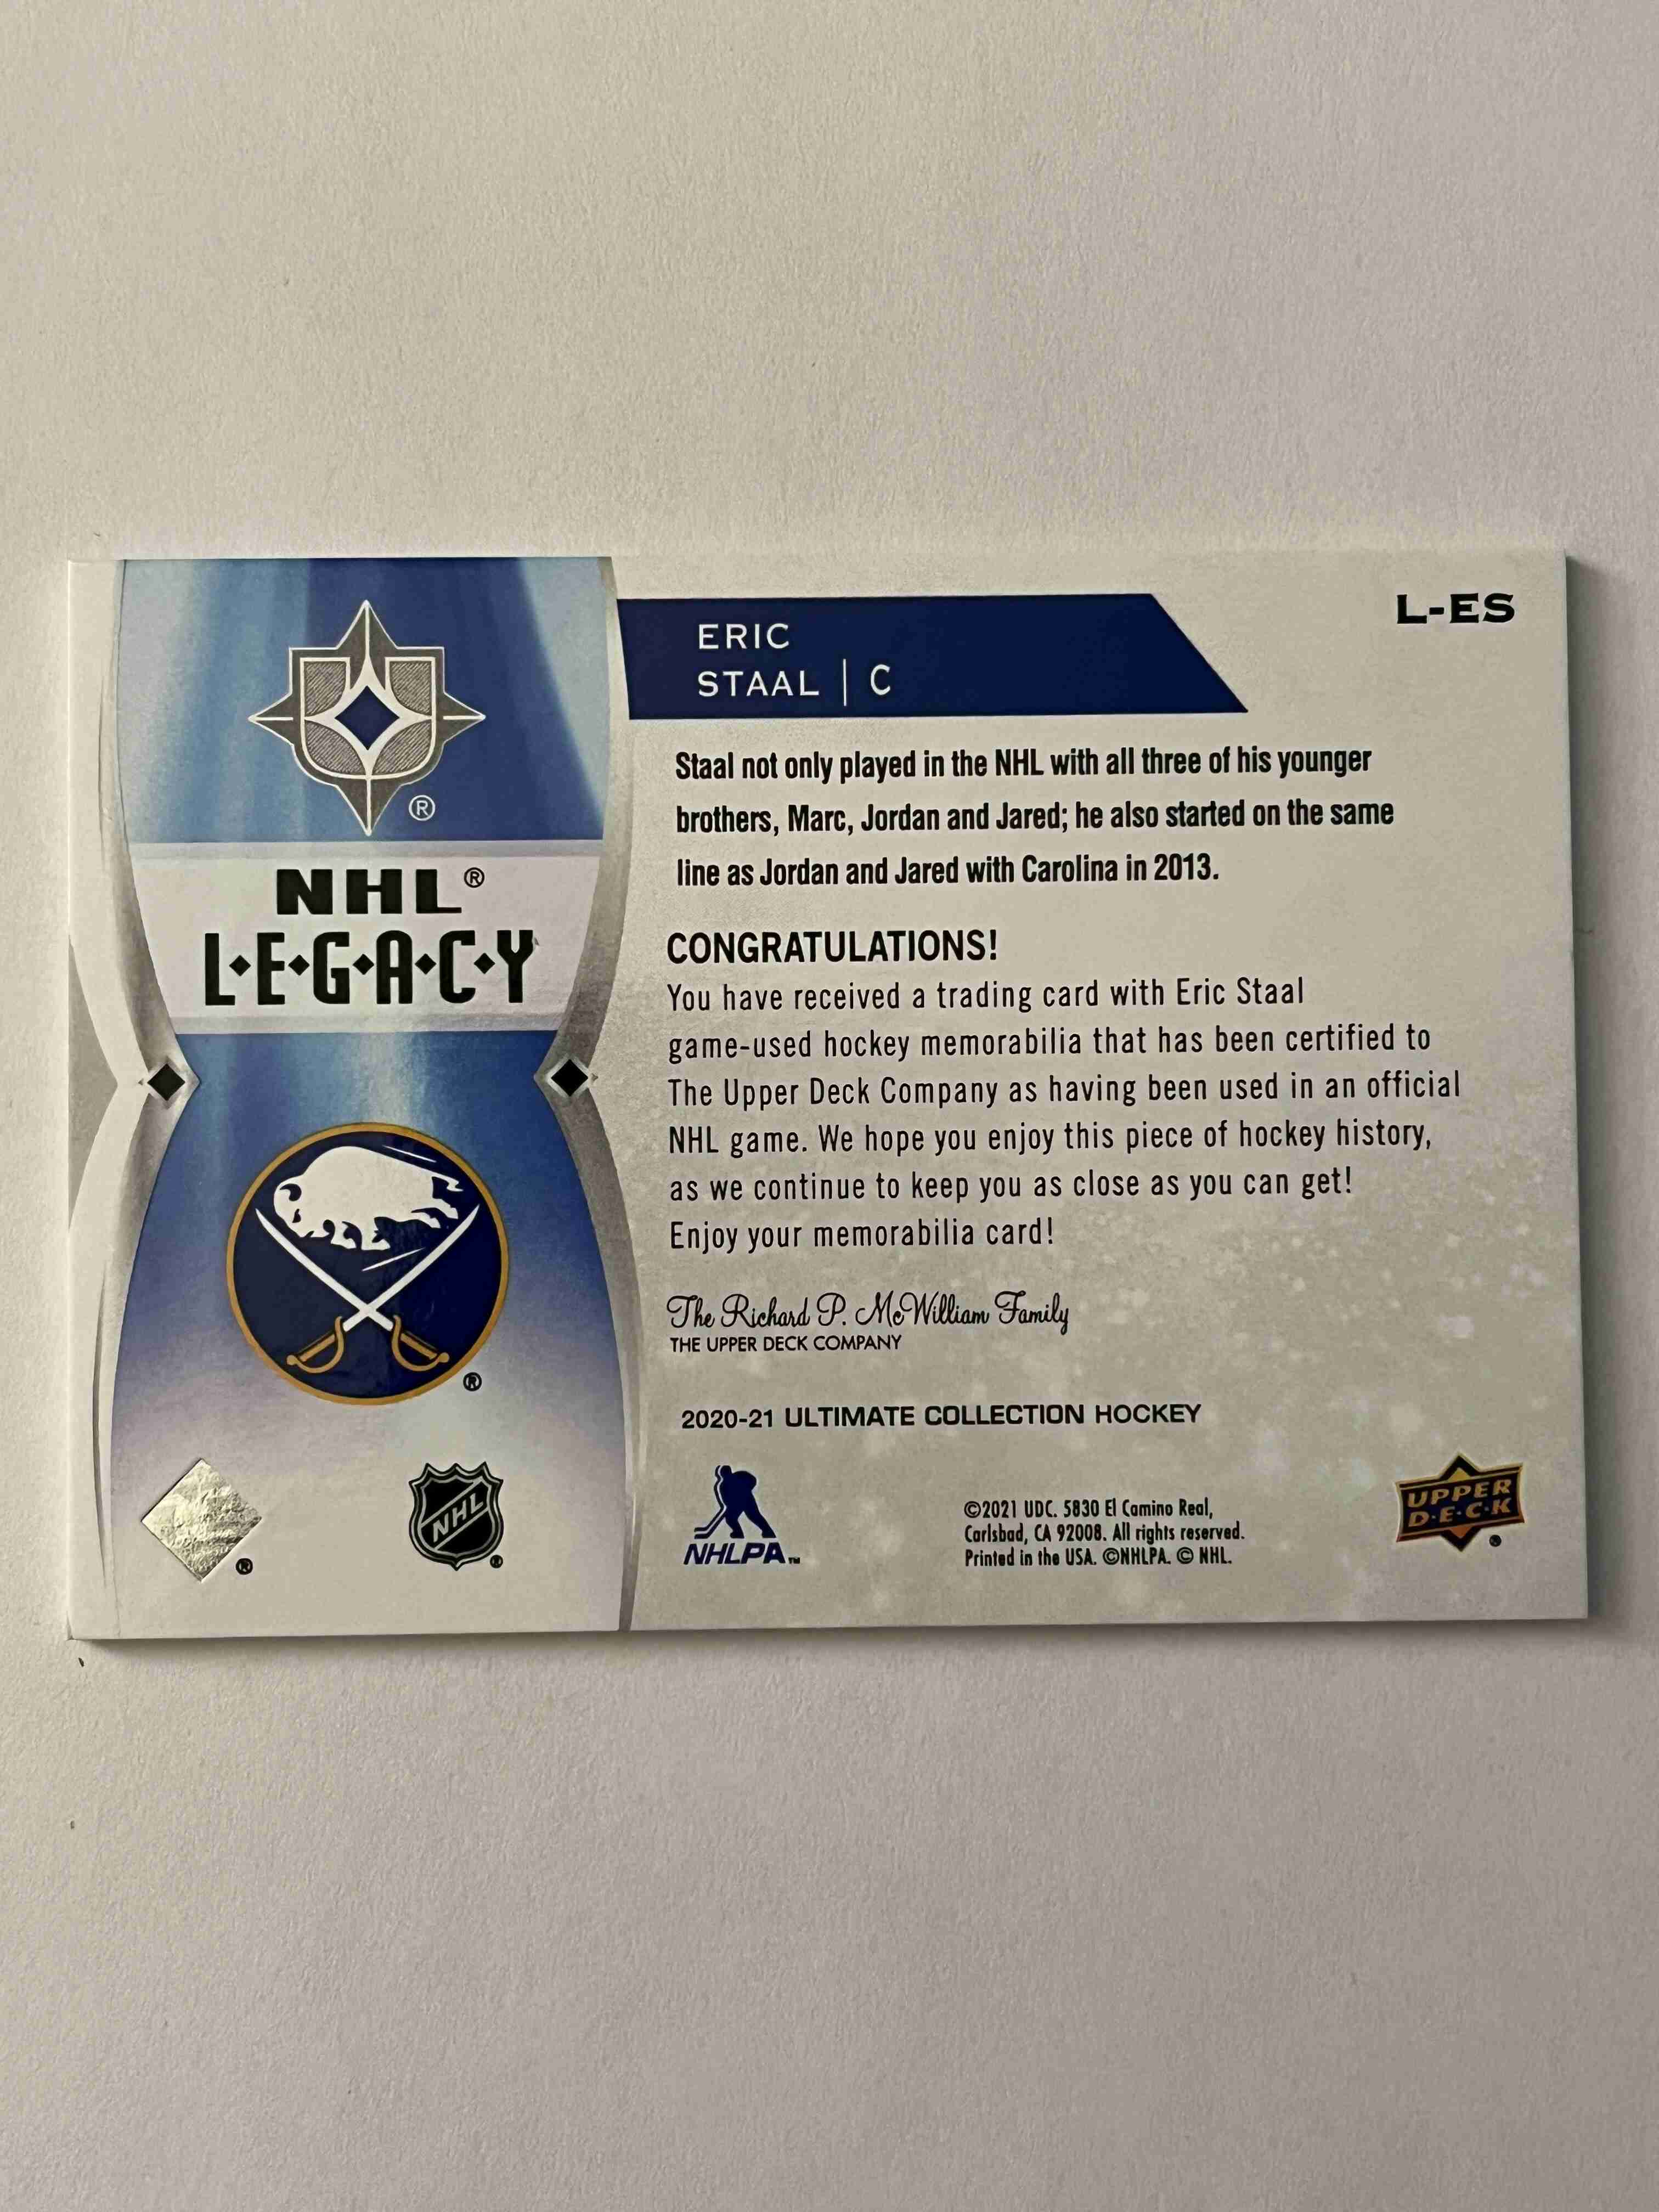 L-ES
ERIC
STAAL | C
®
NHL®
L◆E◆G◆A◆C◆Y
Staal not only played in the NHL with all three of his younger
brothers, Marc, Jordan and Jared; he also started on the same
line as Jordan and Jared with Carolina in 2013.
CONGRATULATIONS!
You have received a trading card with Eric Staal
game-used hockey memorabilia that has been certified to
The Upper Deck Company as having been used in an official
NHL game. We hope you enjoy this piece of hockey history,
as we continue to keep you as close as you can get!
Enjoy your memorabilia card!
The Richard P. McWilliam Family
THE UPPER DECK COMPANY
®
2020-21 ULTIMATE COLLECTION HOCKEY
®
NHL
®
NHLPA™
©2021 UDC. 5830 El Camino Real,
Carlsbad, CA 92008. All rights reserved.
Printed in the USA. ©NHLPA. © NHL.
UPPER
D·E·C·K
®